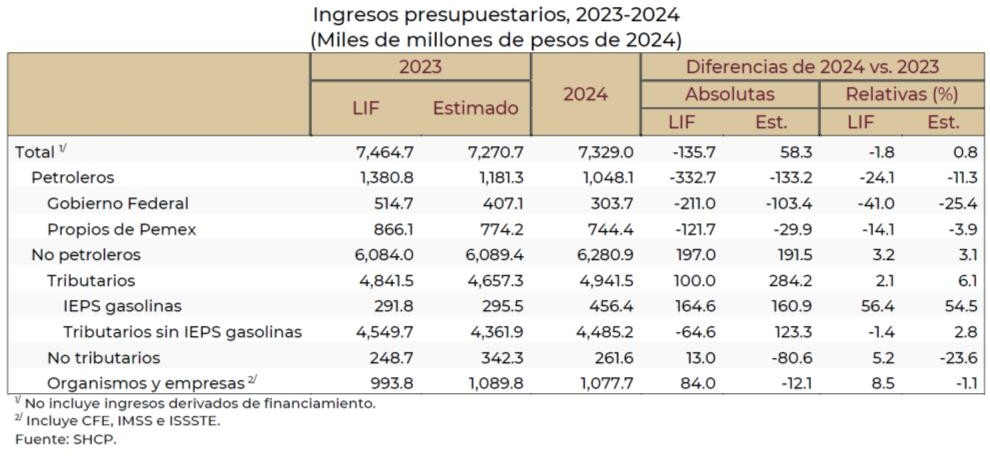 Ingresos presupuestarios, 2023-2024
(Miles de millones de pesos de 2024)
2023 2024 Diferencias de 2024 vs. 2023
LIF Estimado Absolutas Relativas (%)
LIF Est. LIF Est.
Total 1/ 7,464.7 7,270.7 7,329.0 -135.7 58.3 -1.8 0.8
Petroleros 1,380.8 1,181.3 1,048.1 -332.7 -133.2 -24.1 -11.3
Gobierno Federal 514.7 407.1 303.7 -211.0 -103.4 -41.0 -25.4
Propios de Pemex 866.1 774.2 744.4 -121.7 -29.9 -14.1 -3.9
No petroleros 6,084.0 6,089.4 6,280.9 197.0 191.5 3.2 3.1
Tributarios 4,841.5 4,657.3 4,941.5 100.0 284.2 2.1 6.1
IEPS gasolinas 291.8 295.5 456.4 164.6 160.9 56.4 54.5
Tributarios sin IEPS gasolinas 4,549.7 4,361.9 4,485.2 -64.6 123.3 -1.4 2.8
No tributarios 248.7 342.3 261.6 13.0 -80.6 5.2 -23.6
Organismos y empresas 2/ 993.8 1,089.8 1,077.7 84.0 -12.1 8.5 -1.1
1/ No incluye ingresos derivados de financiamiento.
2/ Incluye CFE, IMSS e ISSSTE.
Fuente: SHCP.